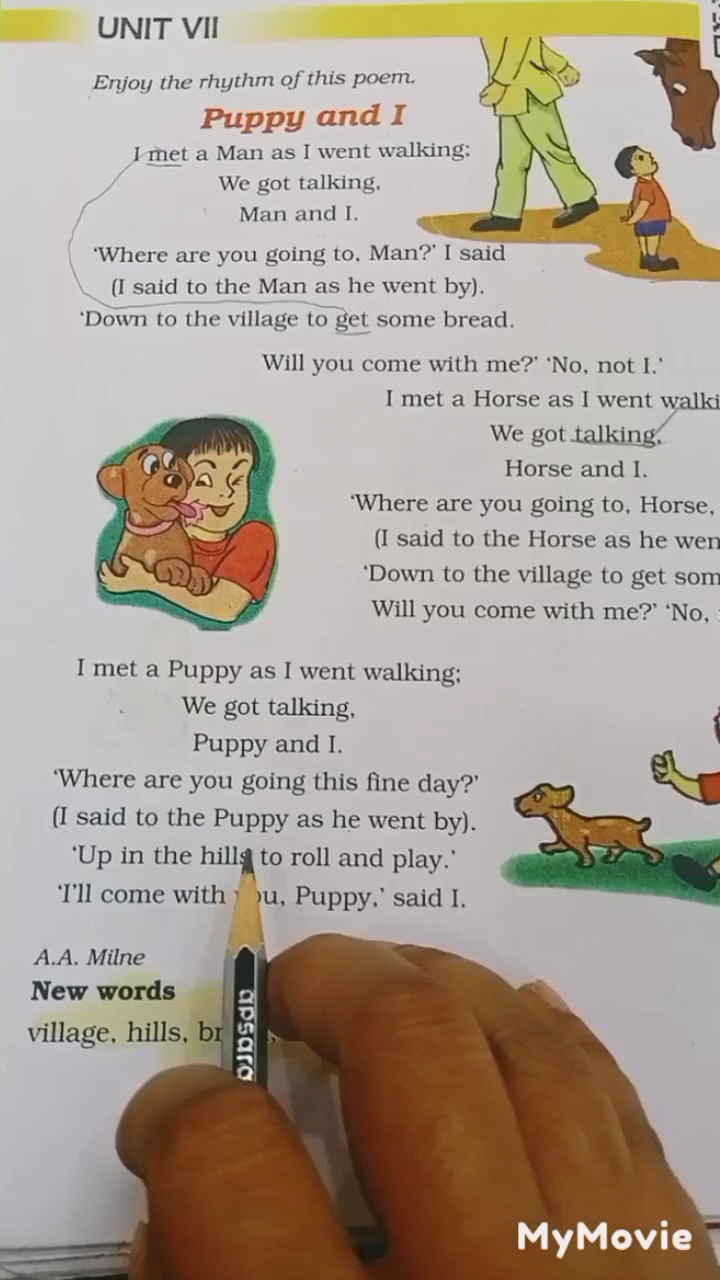 UNIT VII
Enjoy the rhythm of this poem.
Puppy and I
I met a Man as I went walking;
We got talking,
Man and I.
‘Where are you going to, Man?’ I said
(I said to the Man as he went by).
‘Down to the village to get some bread.
Will you come with me?’ ‘No, not I.’
I met a Horse as I went
We got talking,
Horse and I.
‘Where are you going to, Horse,
(I said to the Horse as he
‘Down to the village to get
Will you come with me?’ ‘No,
I met a Puppy as I went walking;
We got talking,
Puppy and I.
‘Where are you going this fine day?’
(I said to the Puppy as he went by).
‘Up in the hills to roll and play.’
‘I’ll come with you, Puppy,’ said I.
A.A. Milne
New words
village, hills,
apsara
MyMovie